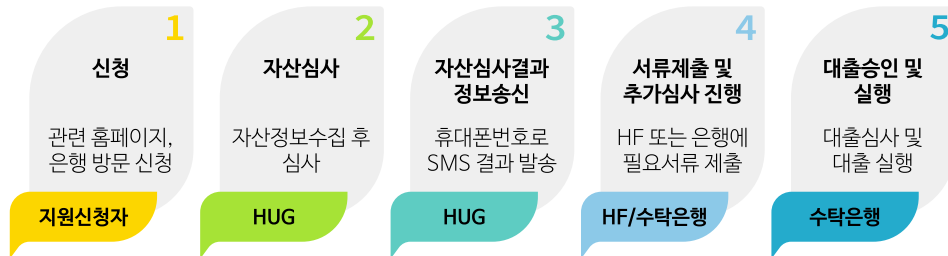 1
신청
관련 홈페이지,
은행 방문 신청
지원신청자
2
자산심사
자산정보수집 후
심사
HUG
3
자산심사결과
정보송신
휴대폰번호로
SMS 결과 발송
HUG
4
서류제출 및
추가심사 진행
HF 또는 은행에
필요서류 제출
HF/수탁은행
5
대출승인 및
실행
대출심사 및
대출 실행
수탁은행